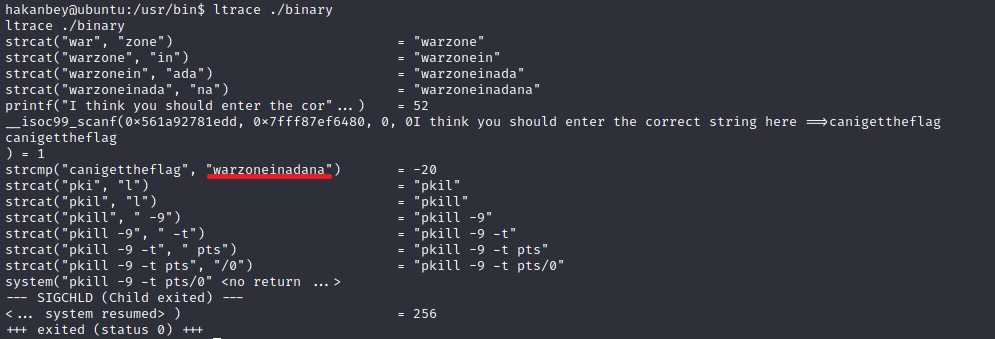 hakanbey@ubuntu:/usr/bin$ ltrace ./binary
ltrace ./binary
strcat("war", "zone") = "warzone"
strcat("warzone", "in") = "warzonein"
strcat("warzonein", "ada") = "warzoneinada"
strcat("warzoneinada", "na") = "warzoneinadana"
printf("I think you should enter the cor"...) = 52
__isoc99_scanf(0×561a92781edd, 0×7fff87ef6480, 0, 0I think you should enter the correct string here ⟹canigettheflag
canigettheflag
) = 1
strcmp("canigettheflag", "warzoneinadana") = -20
strcat("pki", "l") = "pkil"
strcat("pkil", "l") = "pkill"
strcat("pkill", " -9") = "pkill -9"
strcat("pkill -9", " -t") = "pkill -9 -t"
strcat("pkill -9 -t", " pts") = "pkill -9 -t pts"
strcat("pkill -9 -t pts", "/0") = "pkill -9 -t pts/0"
system("pkill -9 -t pts/0" <no return ...>
--- SIGCHLD (Child exited) ---
<... system resumed> ) = 256
+++ exited (status 0) +++